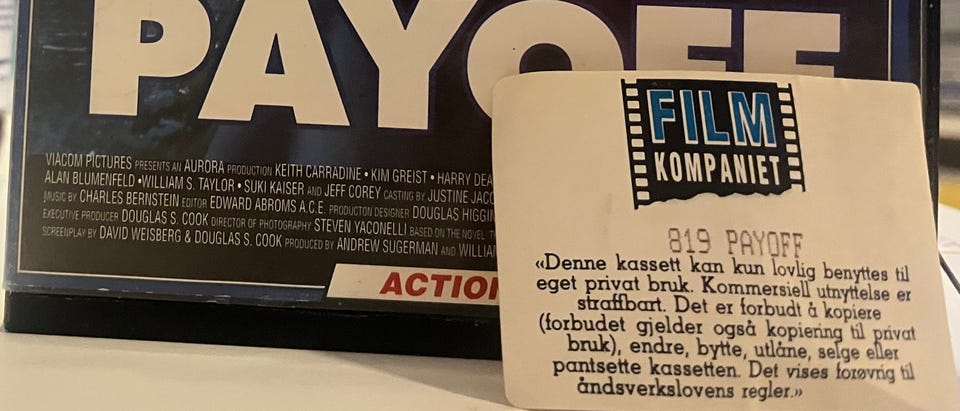 PAYOFF
VIACOM PICTURES PRESENTS AN AURORA PRODUCTION KEITH CARRADINE • KIM GREIST • HARRY DEA
ALAN BLUMENFELD • WILLIAM S. TAYLOR • SUKI KAISER AND JEFF COREY CASTING BY JUSTINE JACO
MUSIC BY CHARLES BERNSTEIN EDITOR EDWARD ABROMS A.C.E. PRODUCTON DESIGNER DOUGLAS HIGGIN
EXECUTIVE PRODUCER DOUGLAS S. COOK DIRECTOR OF PHOTOGRAPHY STEVEN YACONELLI BASED ON THE NOVEL
SCREENPLAY BY DAVID WEISBERG & DOUGLAS S. COOK PRODUCED BY ANDREW SUGERMAN AND WILLIAM
ACTION
FILM
KOMPANIET
819 PAYOFF
«Denne kassett kan kun lovlig benyttes til
eget privat bruk. Kommersiell utnyttelse er
straffbart. Det er forbudt å kopiere
(forbudet gjelder også kopiering til privat
bruk), endre, bytte, utlåne, selge eller
pantsette kassetten. Det vises forøvrig til
åndsverkslovens regler.»